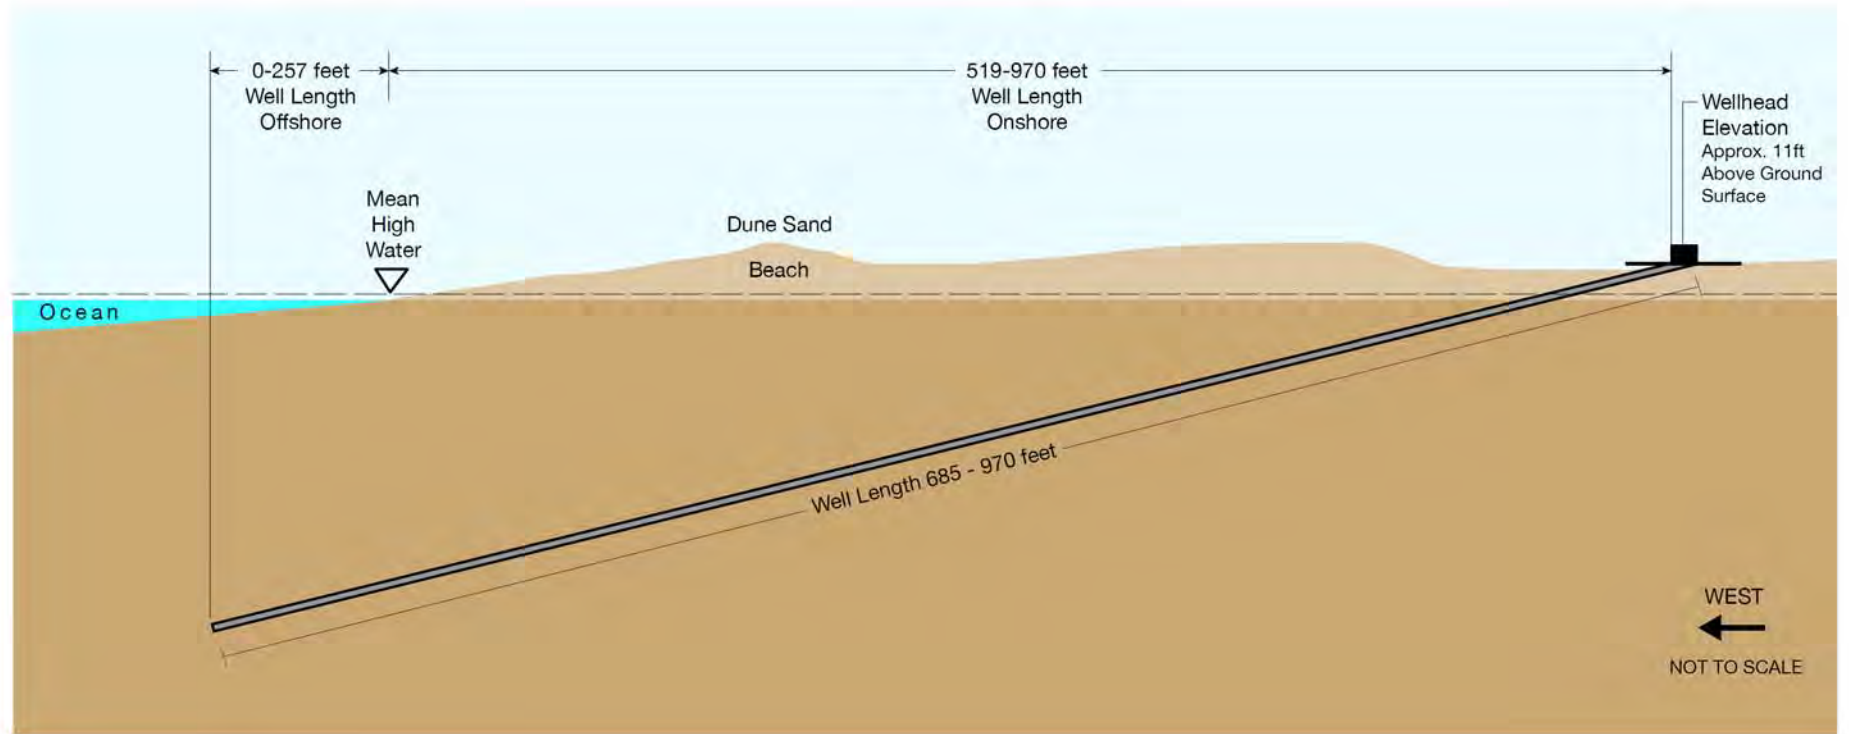 0-257 feet
Well Length
Offshore
519-970 feet
Well Length
Onshore
Wellhead
Elevation
Approx. 11ft
Above Ground
Surface
Mean
High
Water
Dune Sand
Beach
Ocean
Well Length 685 - 970 feet
WEST
NOT TO SCALE